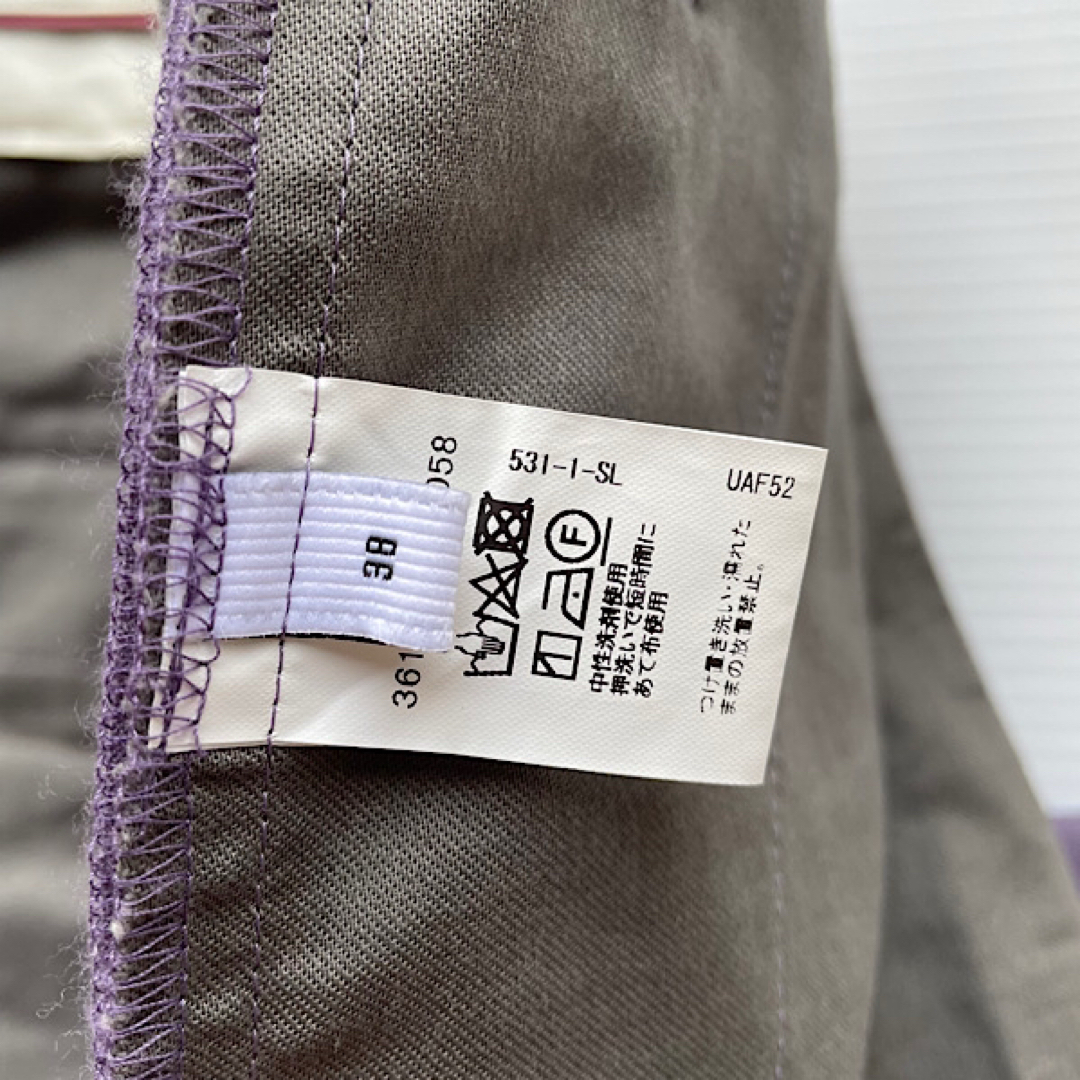 531-1-SL
UAF52
058
361
38
F
中性洗剤使用
押洗いで短時間に
あて布使用
つけ置き洗い・濡れた
ままの放置禁止。